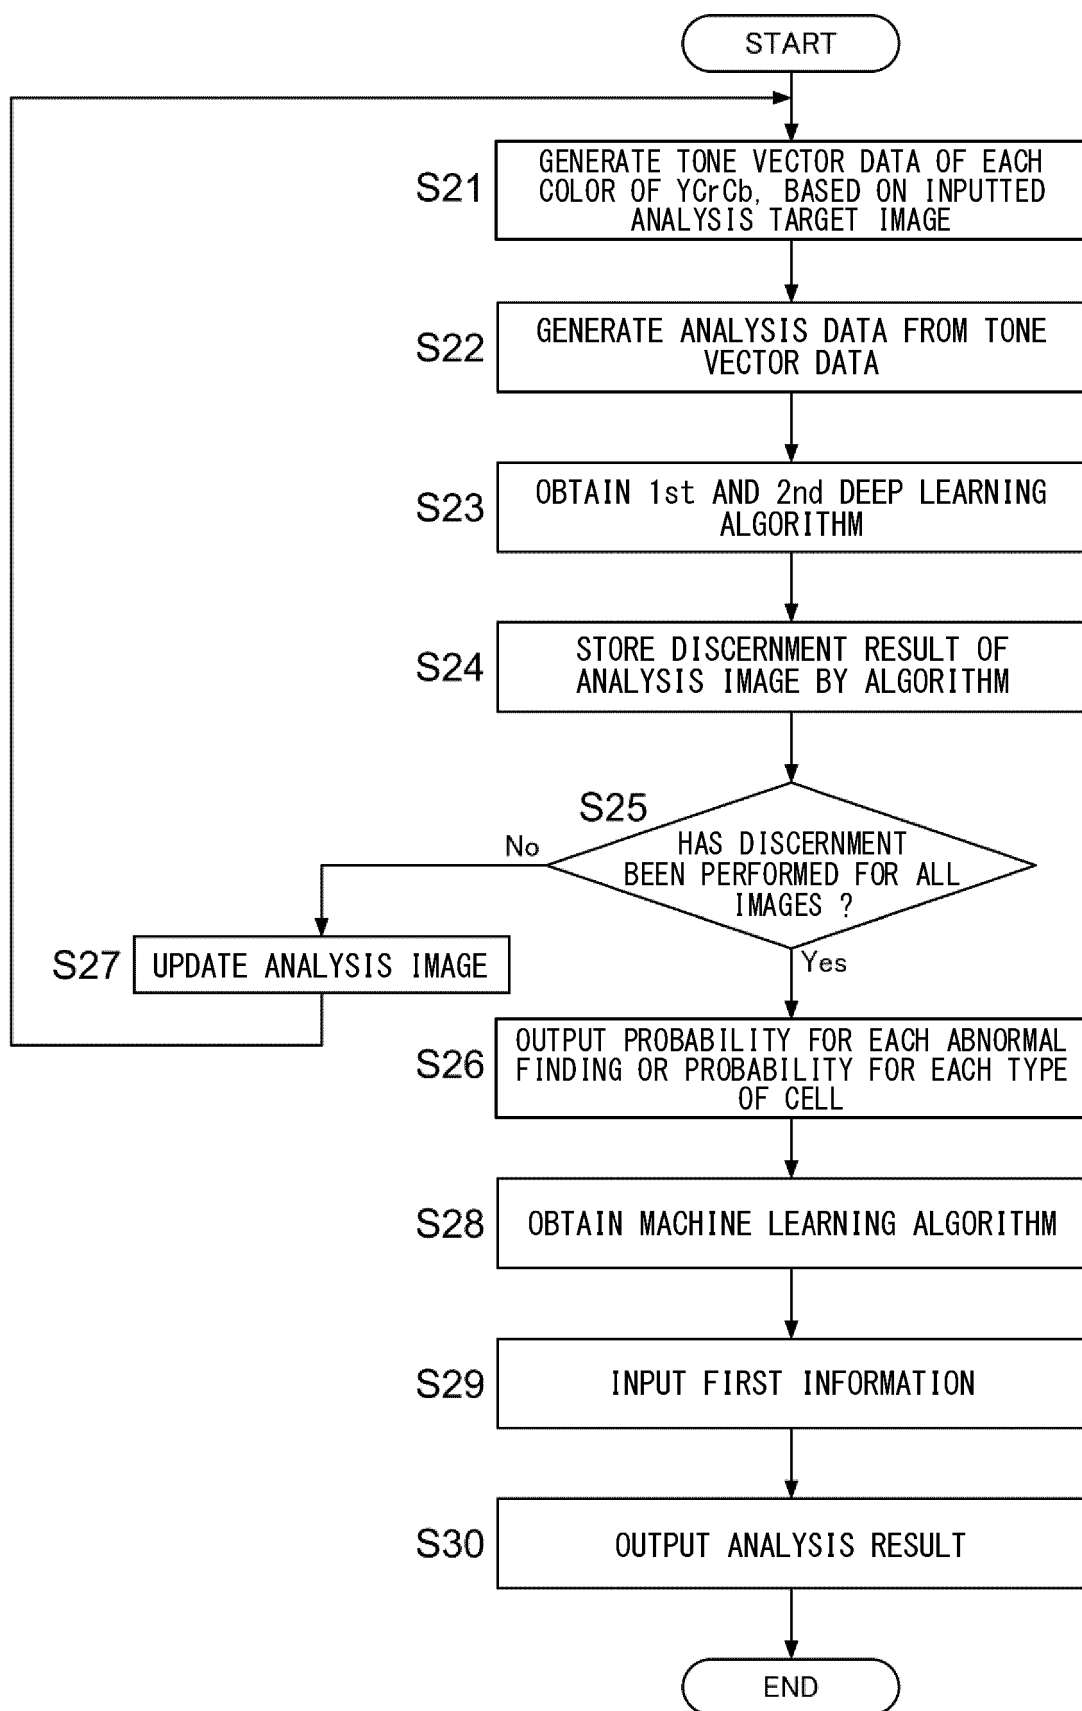 START
S21
GENERATE TONE VECTOR DATA OF EACH
COLOR OF YCrCb, BASED ON INPUTTED
ANALYSIS TARGET IMAGE
S22
GENERATE ANALYSIS DATA FROM TONE
VECTOR DATA
S23
OBTAIN 1st AND 2nd DEEP LEARNING
ALGORITHM
S24
STORE DISCERNMENT RESULT OF
ANALYSIS IMAGE BY ALGORITHM
S25
HAS DISCERNMENT
BEEN PERFORMED FOR ALL
IMAGES ?
No
S27
UPDATE ANALYSIS IMAGE
Yes
S26
OUTPUT PROBABILITY FOR EACH ABNORMAL
FINDING OR PROBABILITY FOR EACH TYPE
OF CELL
S28
OBTAIN MACHINE LEARNING ALGORITHM
S29
INPUT FIRST INFORMATION
S30
OUTPUT ANALYSIS RESULT
END